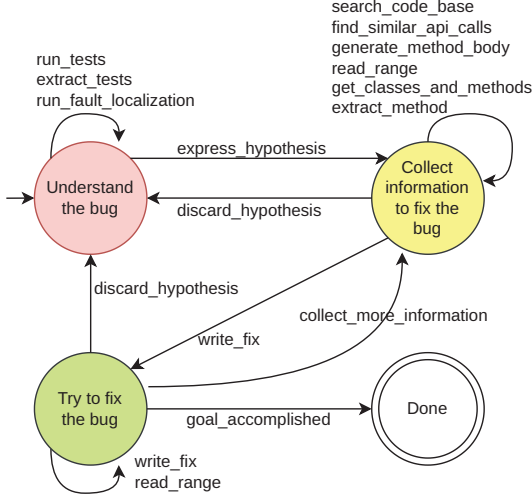 search_code_base
find_similar_api_calls
generate_method_body
read_range
get_classes_and_methods
extract_method
run_tests
extract_tests
run_fault_localization
express_hypothesis
Understand
the bug
Collect
information
to fix the
bug
discard_hypothesis
discard_hypothesis
collect_more_information
write_fix
Try to fix
the bug
goal_accomplished
Done
write_fix
read_range